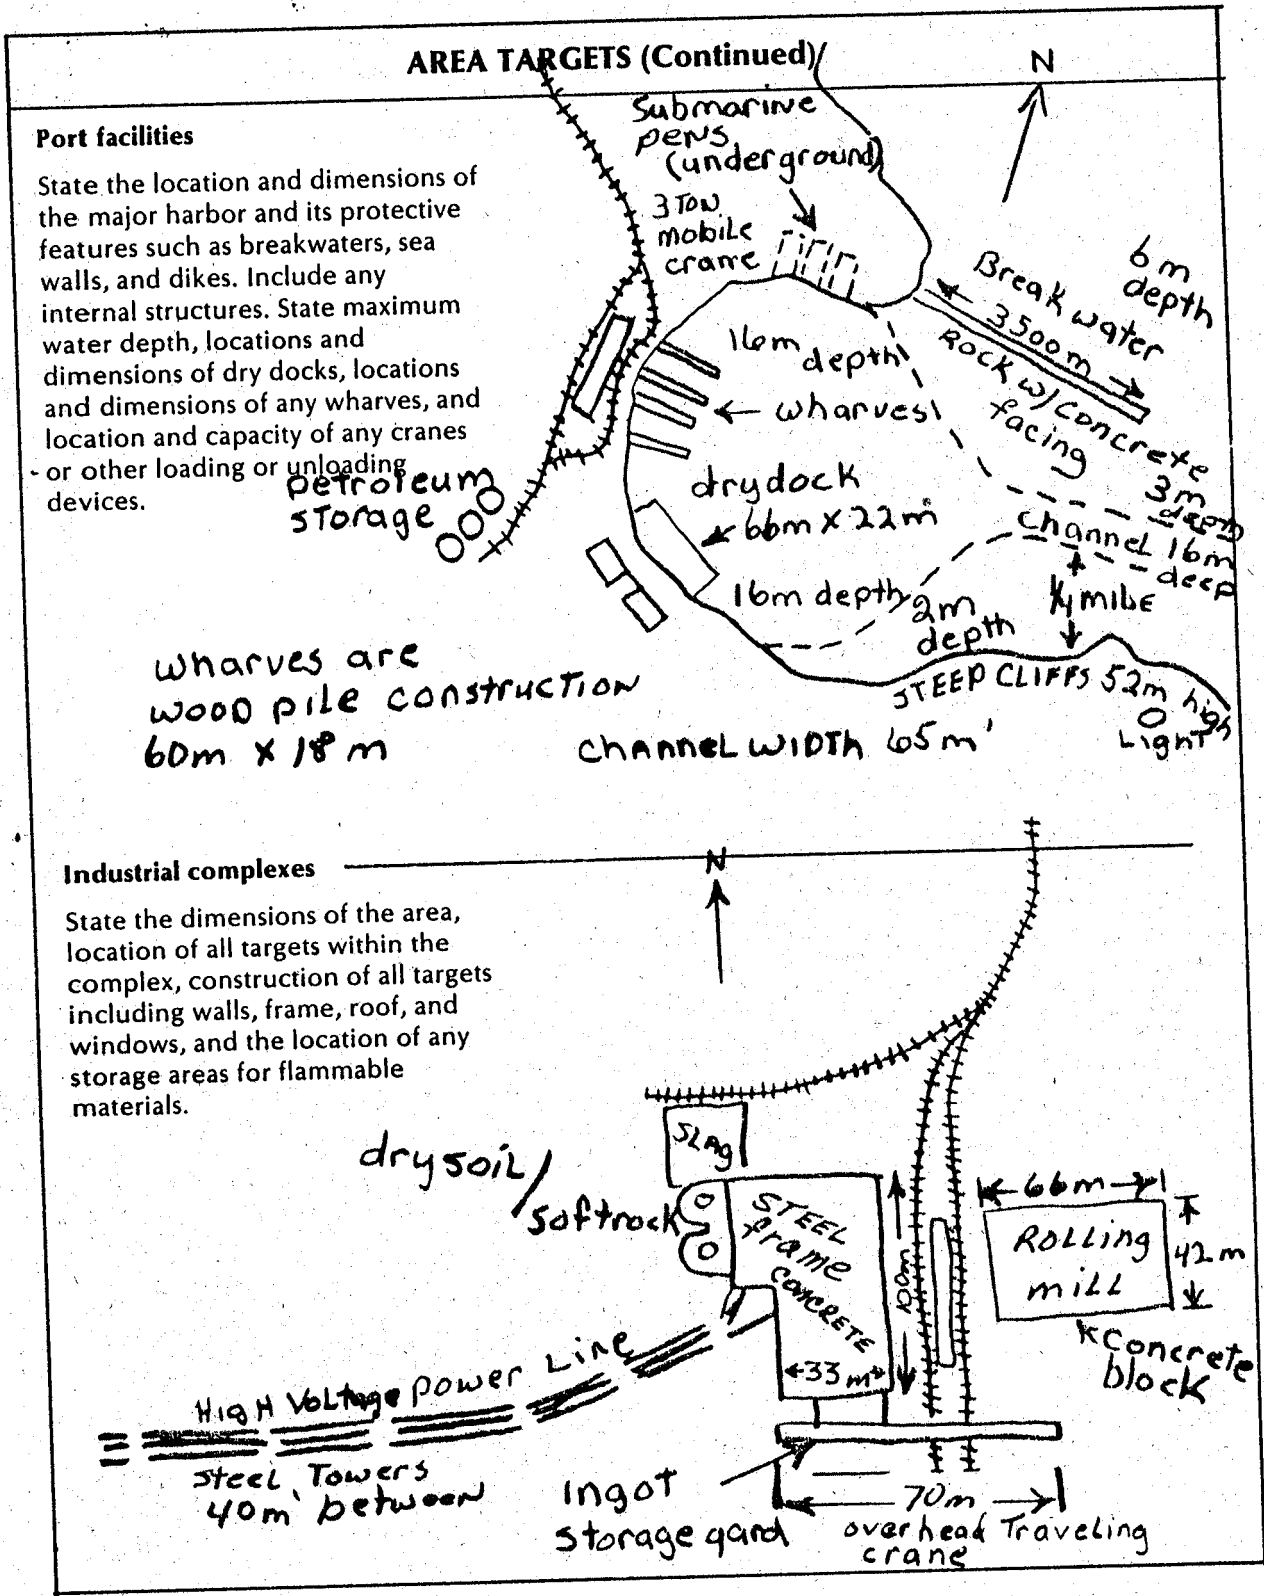 AREA TARGETS (Continued)
N
Port facilities
State the location and dimensions of
the major harbor and its protective
features such as breakwaters, sea
walls, and dikes. Include any
internal structures. State maximum
water depth, locations and
dimensions of dry docks, locations
and dimensions of any wharves, and
location and capacity of any cranes
or other loading or unloading
devices.
Submarine
pens
(underground)
3 TON
mobile
crane
6m
depth
Break water
3500m
Rock w/concrete
facing
16m
depth
wharves
petroleum
storage
drydock
66m x 22m
3m
depth
channel 16m
deep
16m depth
2m
depth
1/4 mile
STEEP CLIFFS 52m high
Light
wharves are
wood pile construction
60m x 18m
channel width 65m'
Industrial complexes
State the dimensions of the area,
location of all targets within the
complex, construction of all targets
including walls, frame, roof, and
windows, and the location of any
storage areas for flammable
materials.
N
SLAg
dry soil/
softrock
STEEL
frame
concrete
100m
33m
66m
Rolling
mill
42m
concrete
block
High Voltage power Line
steel Towers
40m' between
Ingot
storage yard
70m
overhead Traveling
crane